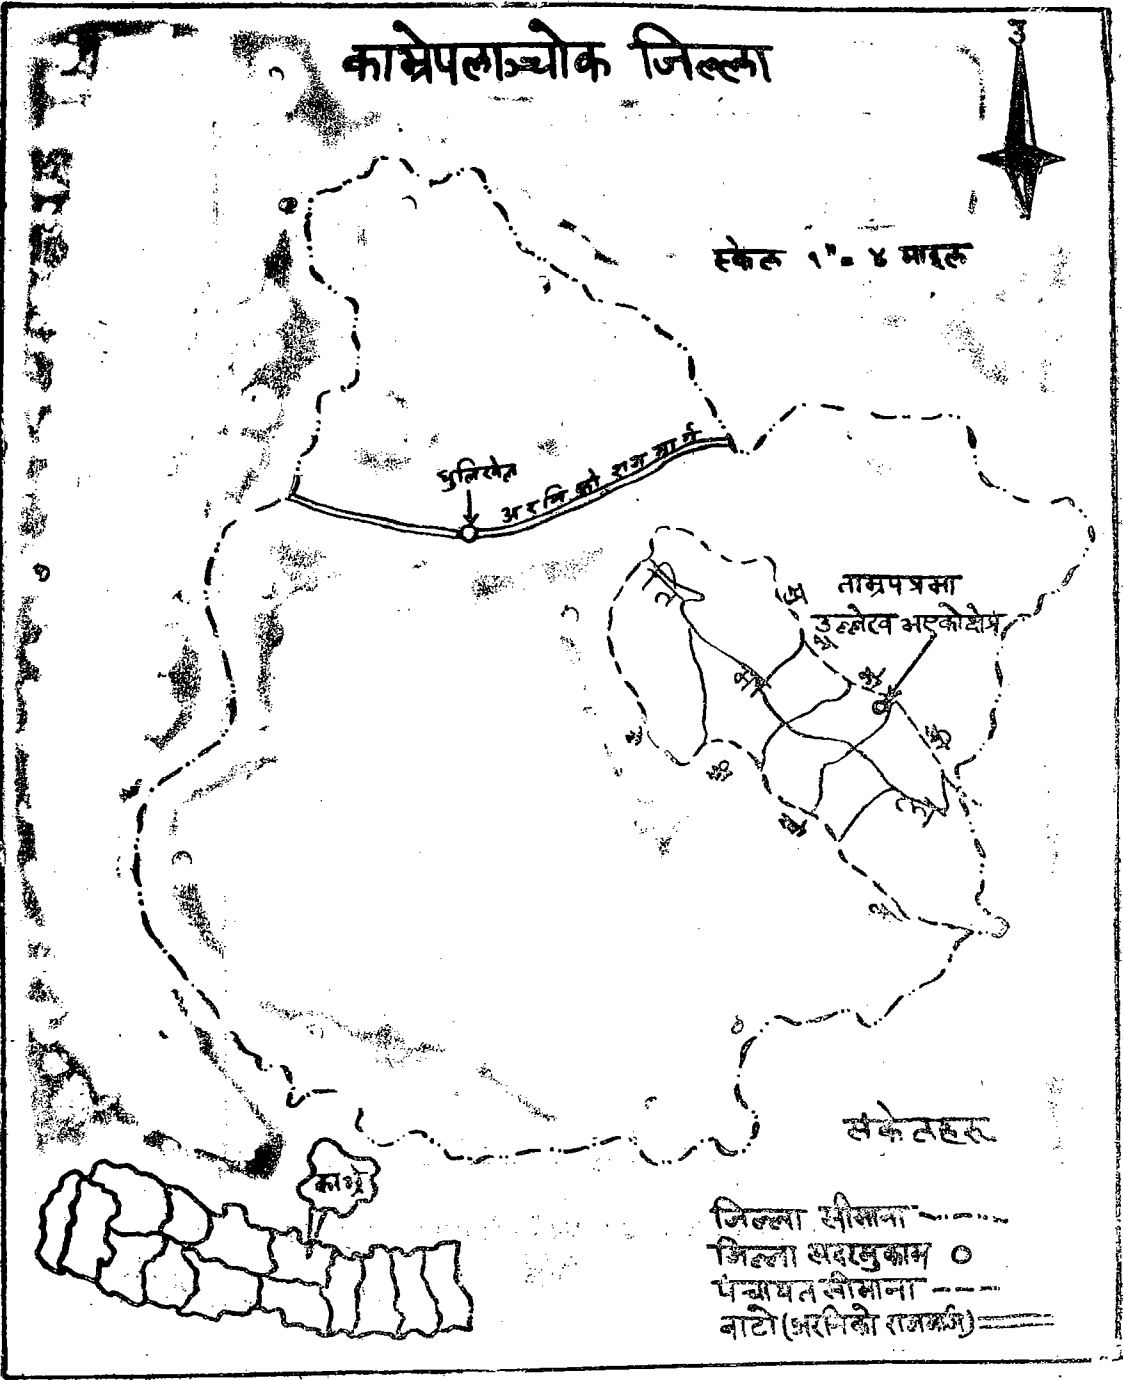 काभ्रेपलाञ्चोक जिल्ला
उ
स्केल १" = ४ माइल
धुलिखेल
अरनिको राजमार्ग
ताम्रपत्रमा
उल्लेख भएको क्षेत्र
काभ्रे
संकेतहरु
जिल्ला सीमाना
जिल्ला सदरमुकाम
पंचायत सीमाना
बाटो (अरनिको राजमार्ग)